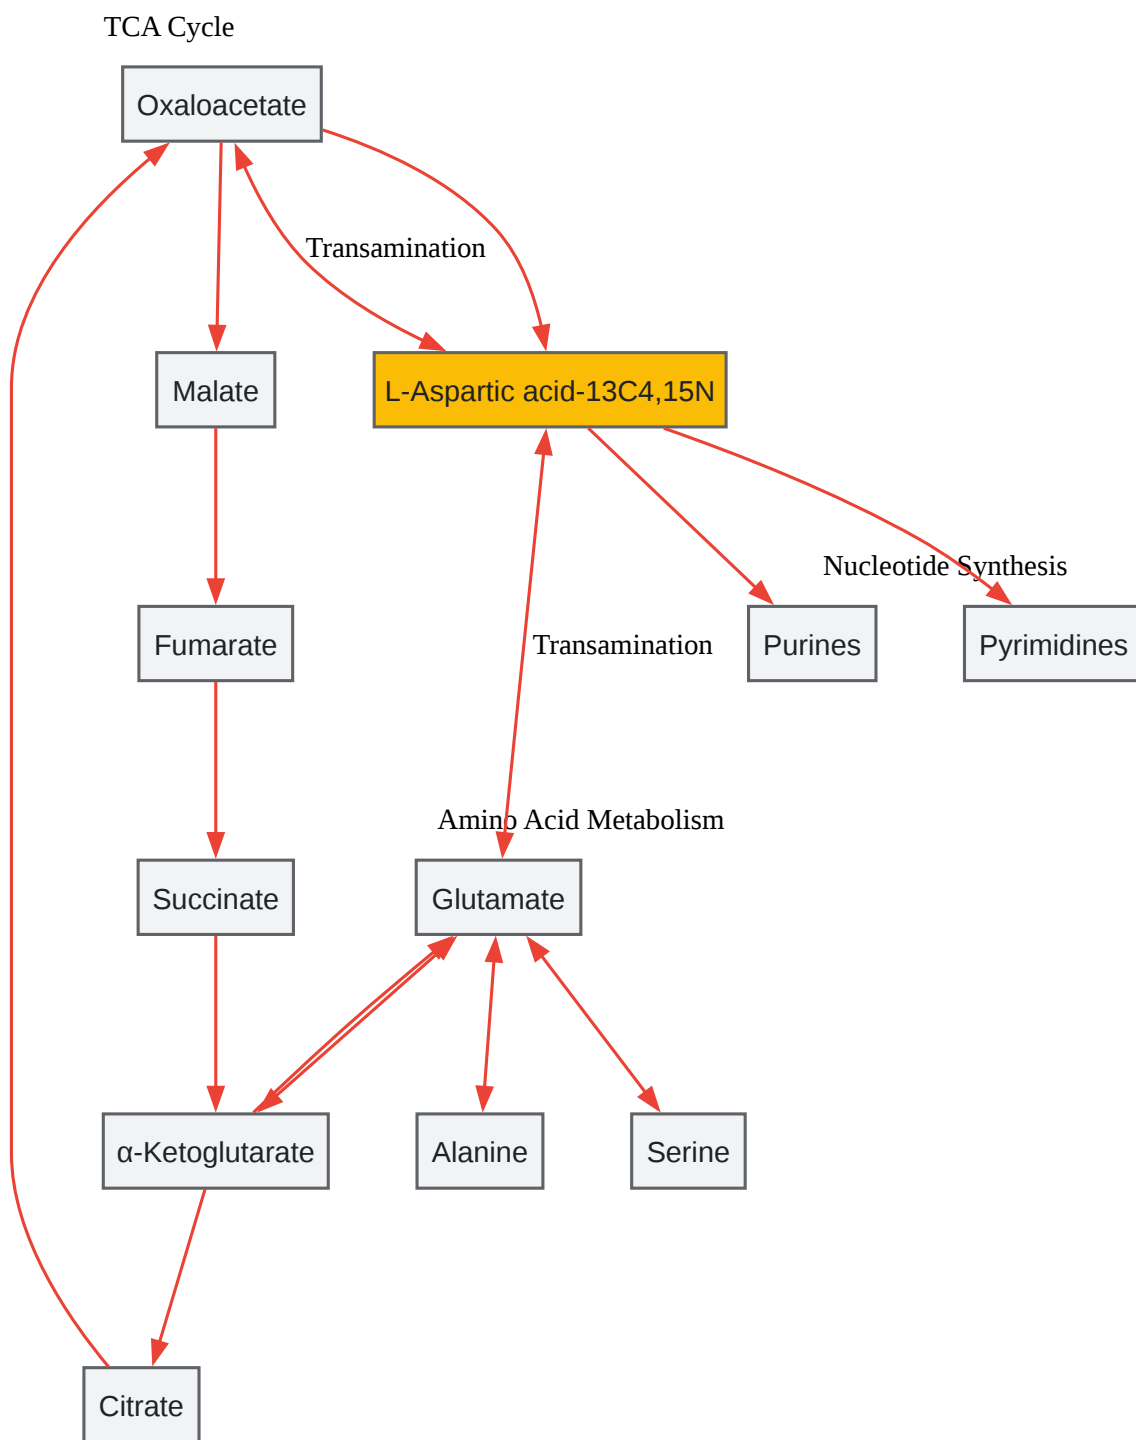 TCA Cycle
Oxaloacetate
Transamination
Malate
L-Aspartic acid-13C4,15N
Nucleotide Synthesis
Fumarate
Transamination
Purines
Pyrimidines
Amino Acid Metabolism
Succinate
Glutamate
α-Ketoglutarate
Alanine
Serine
Citrate